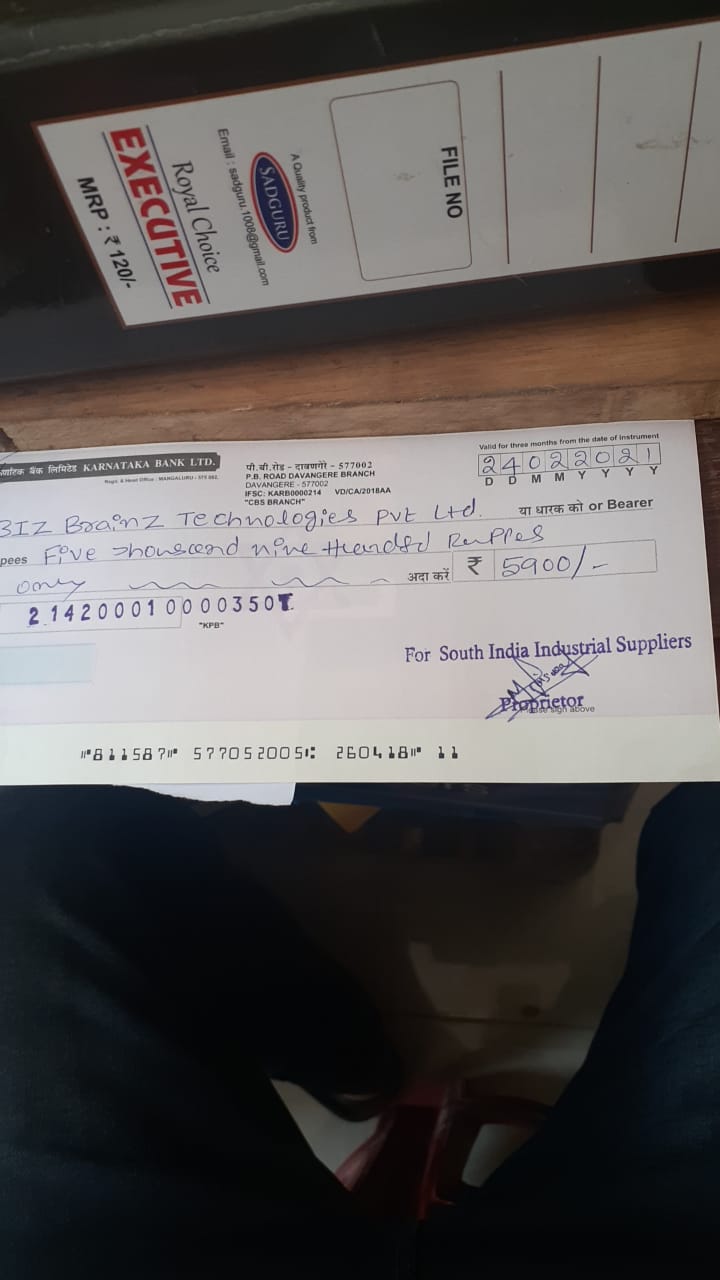 FILE NO
A Quality product from
SADGURU
Email : sadguru.1008@gmail.com
Royal Choice
EXECUTIVE
MRP : ₹ 120/-
Valid for three months from the date of instrument
24022021
D D M M Y Y Y Y
बैंक लिमिटेड KARNATAKA BANK LTD.
Regd. & Head Office : MANGALURU - 575 002.
पी.बी.रोड - दावणगेरे - 577002
P.B. ROAD DAVANGERE BRANCH
DAVANGERE - 577002
IFSC: KARB0000214 VD/CA/2018AA
"CBS BRANCH"
BIZ Brainz Technologies Pvt Ltd. या धारक को or Bearer
pees Five Thousand nine Hunded Ruppes
only अदा करें ₹ 5900/-
2142000100003501
"KPB"
For South India Industrial Suppliers
Proprietor
sign above
⑈811587⑈ 577052005⑆ 260418⑈ 11